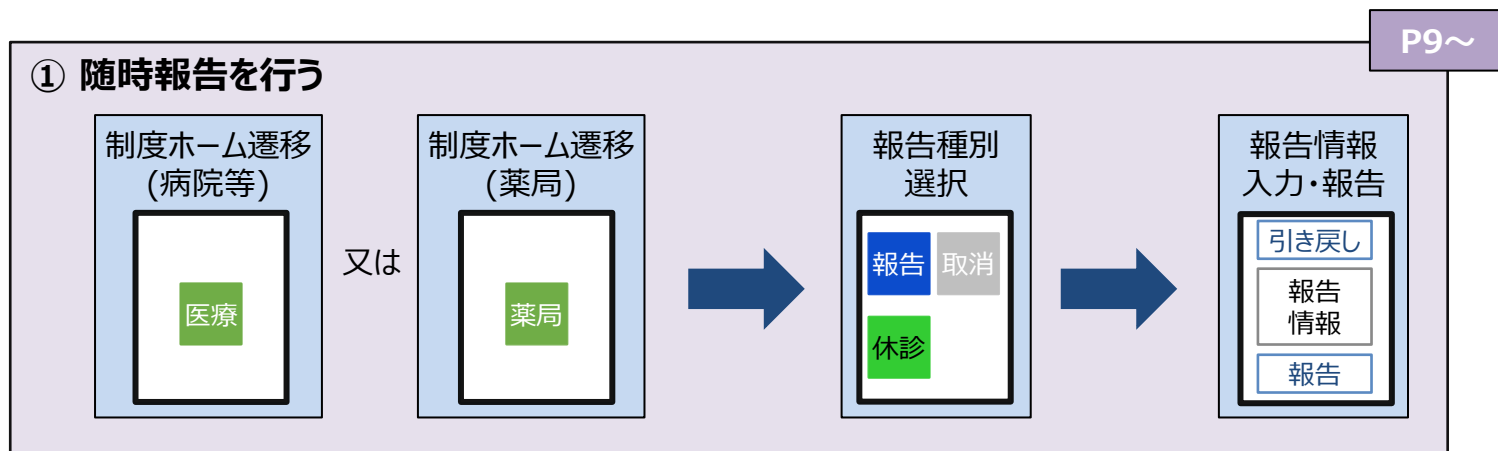 P9～
① 随時報告を行う
制度ホーム遷移
(病院等)
医療
又は
制度ホーム遷移
(薬局)
薬局
報告種別
選択
報告 取消
休診
報告情報
入力・報告
引き戻し
報告
情報
報告